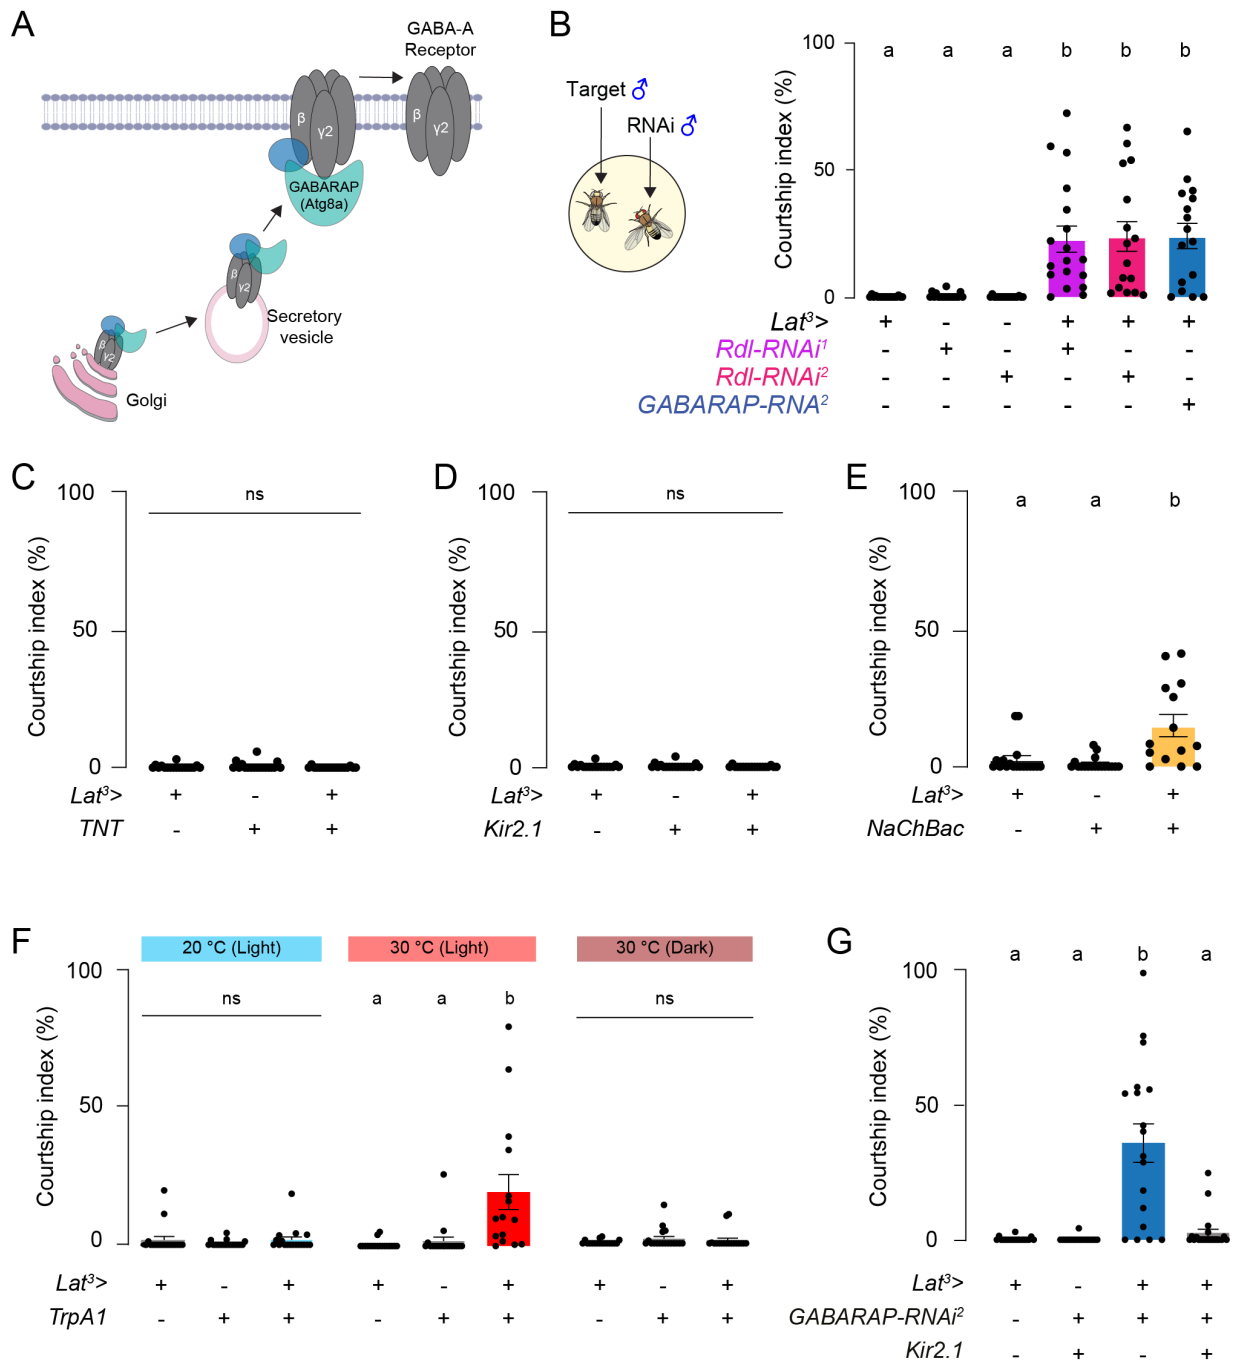 A
GABA-A
Receptor
β
γ2
β
γ2
GABARAP
(Atg8a)
β
γ2
Secretory
vesicle
β
γ2
Golgi
B
Target ♂
RNAi ♂
Courtship index (%)
100
50
0
a a a b b b
Lat³> + - - + + +
Rdl-RNAi¹ - + - + - -
Rdl-RNAi² - - + - + -
GABARAP-RNA² - - - - - +
C
Courtship index (%)
100
50
0
ns
Lat³> + - +
TNT - + +
D
Courtship index (%)
100
50
0
ns
Lat³> + - +
Kir2.1 - + +
E
Courtship index (%)
100
50
0
a a b
Lat³> + - +
NaChBac - + +
F
20 °C (Light) 30 °C (Light) 30 °C (Dark)
Courtship index (%)
100
50
0
ns a a b ns
Lat³> + - + + - + + - +
TrpA1 - + + - + + - + +
G
Courtship index (%)
100
50
0
a a b a
Lat³> + - + +
GABARAP-RNAi² - + + +
Kir2.1 - + - +